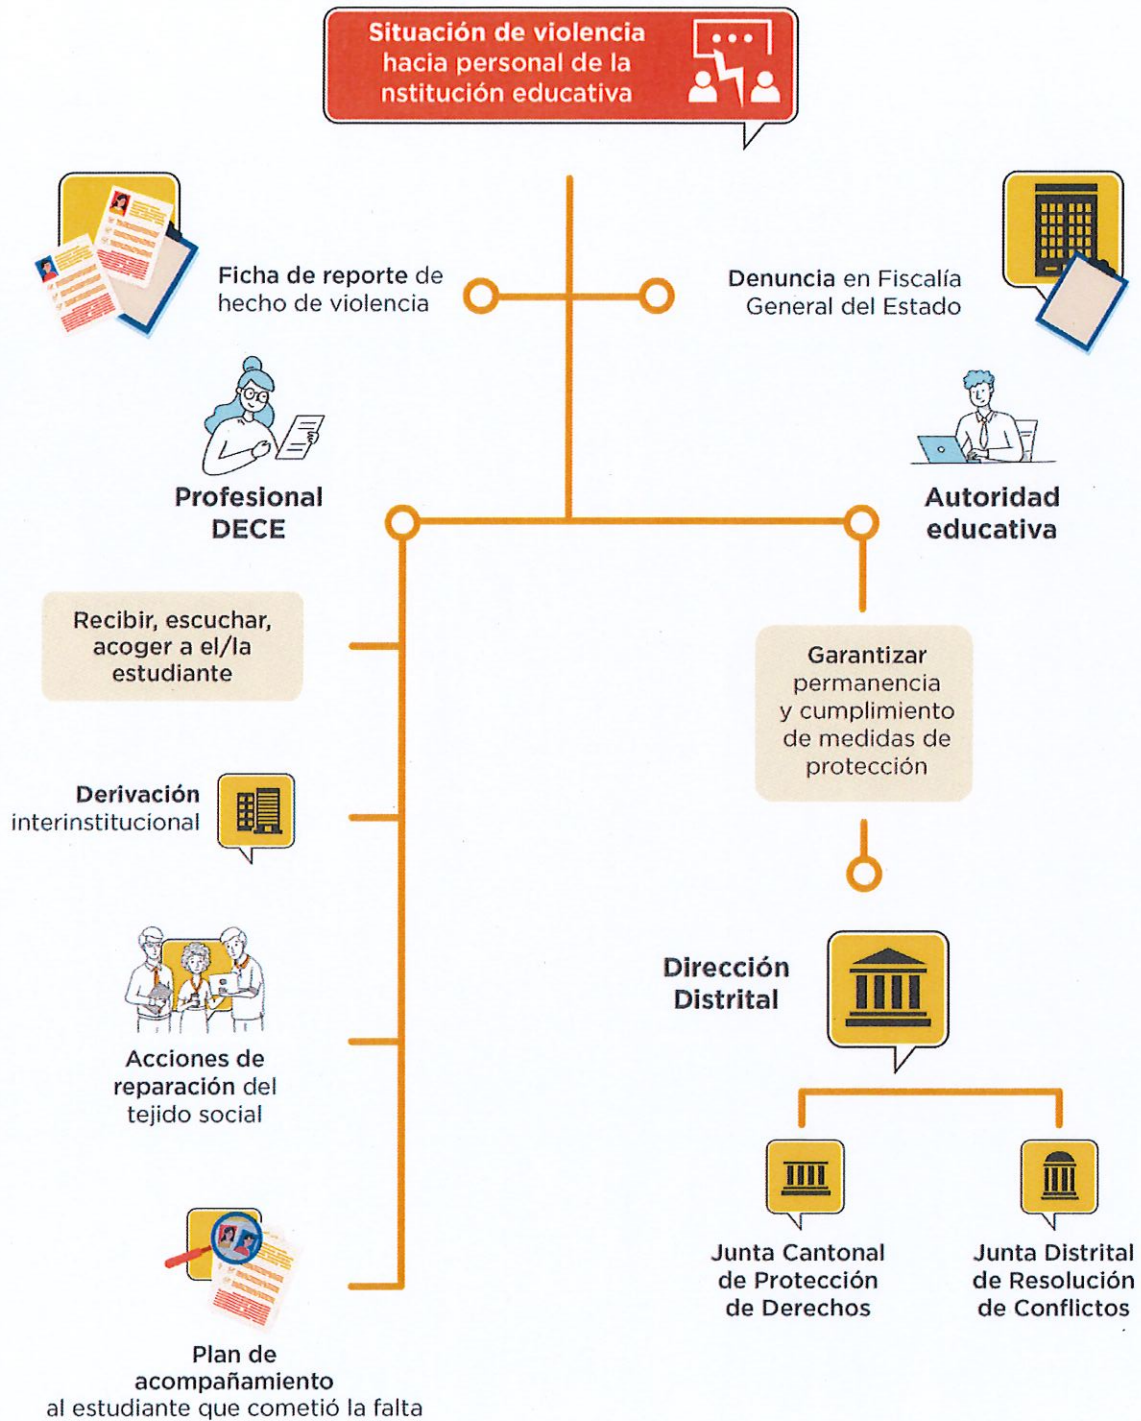 Situación de violencia
hacia personal de la
nstitución educativa
Ficha de reporte de
hecho de violencia
Denuncia en Fiscalía
General del Estado
Profesional
DECE
Autoridad
educativa
Recibir, escuchar,
acoger a el/la
estudiante
Garantizar
permanencia
y cumplimiento
de medidas de
protección
Derivación
interinstitucional
Dirección
Distrital
Acciones de
reparación del
tejido social
Junta Cantonal
de Protección
de Derechos
Junta Distrital
de Resolución
de Conflictos
Plan de
acompañamiento
al estudiante que cometió la falta